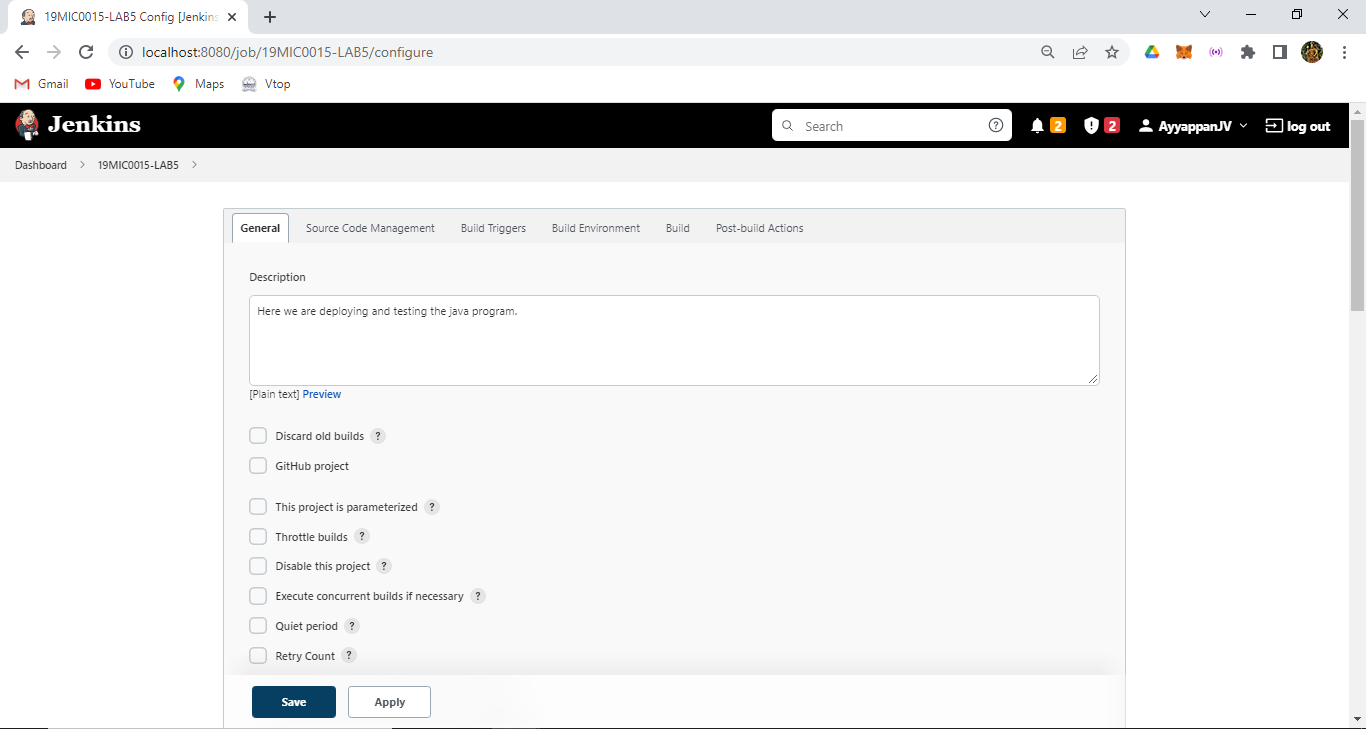 19MIC0015-LAB5 Config [Jenkins
localhost:8080/job/19MIC0015-LAB5/configure
Gmail YouTube Maps Vtop
Jenkins Search ? 2 2 AyyappanJV log out
Dashboard 19MIC0015-LAB5
General Source Code Management Build Triggers Build Environment Build Post-build Actions
Description
Here we are deploying and testing the java program.
[Plain text] Preview
Discard old builds ?
GitHub project
This project is parameterized ?
Throttle builds ?
Disable this project ?
Execute concurrent builds if necessary ?
Quiet period ?
Retry Count ?
Save Apply